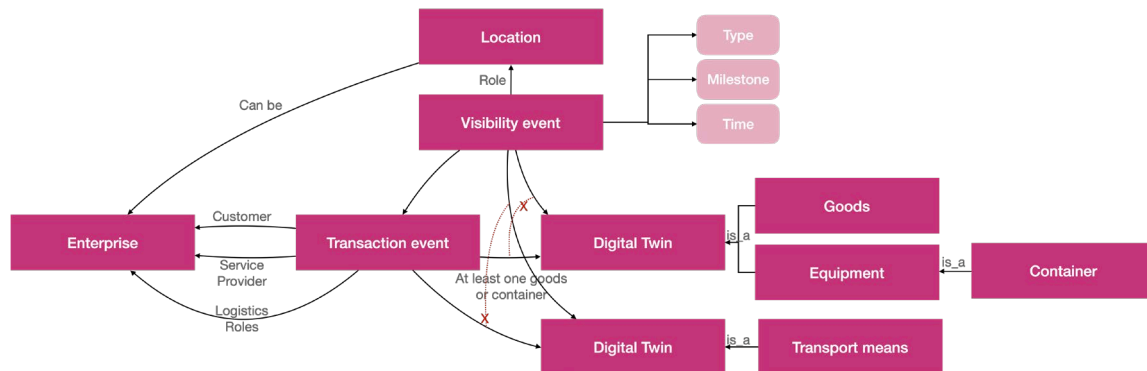 Type
Location
Role
Milestone
Can be
Visibility event
Time
Goods
Customer
X
Enterprise
Transaction event
Digital Twin
is_a
Service
Provider
At least one goods
or container
Equipment
is_a
Container
Logistics
Roles
X
Digital Twin
is_a
Transport means